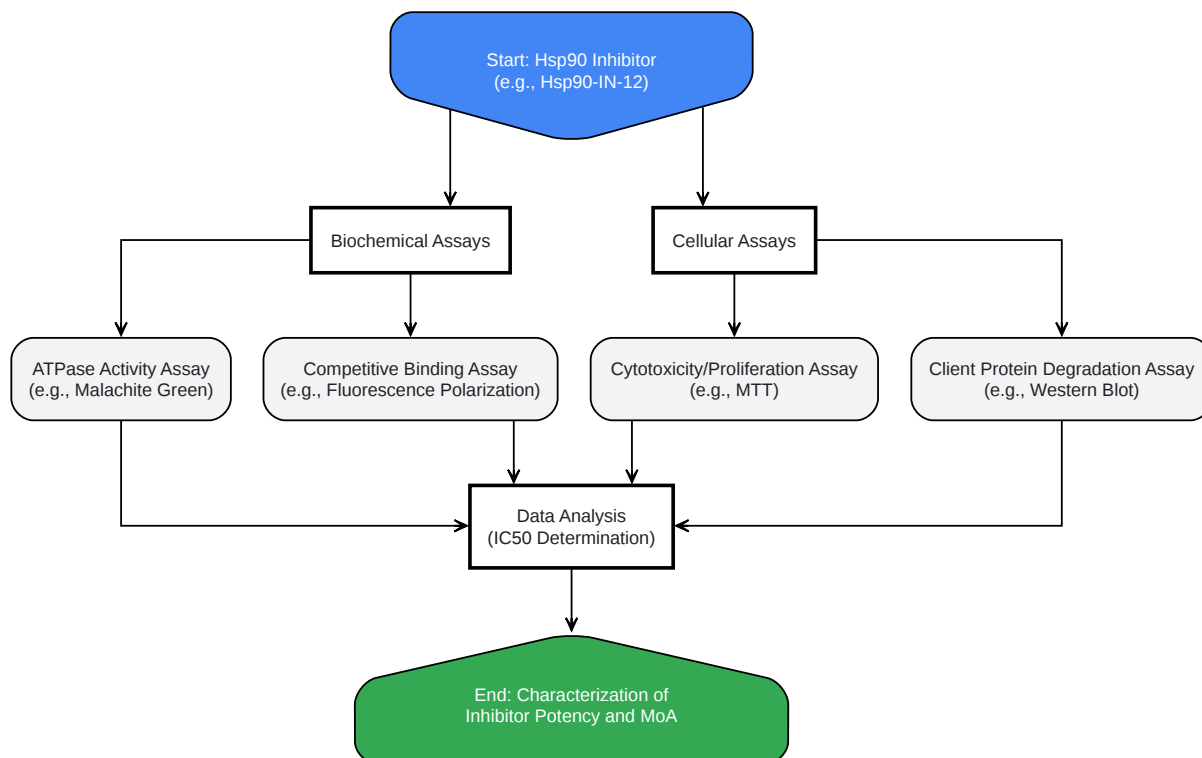 Start: Hsp90 Inhibitor
(e.g., Hsp90-IN-12)
Biochemical Assays
Cellular Assays
ATPase Activity Assay
(e.g., Malachite Green)
Competitive Binding Assay
(e.g., Fluorescence Polarization)
Cytotoxicity/Proliferation Assay
(e.g., MTT)
Client Protein Degradation Assay
(e.g., Western Blot)
Data Analysis
(IC50 Determination)
End: Characterization of
Inhibitor Potency and MoA